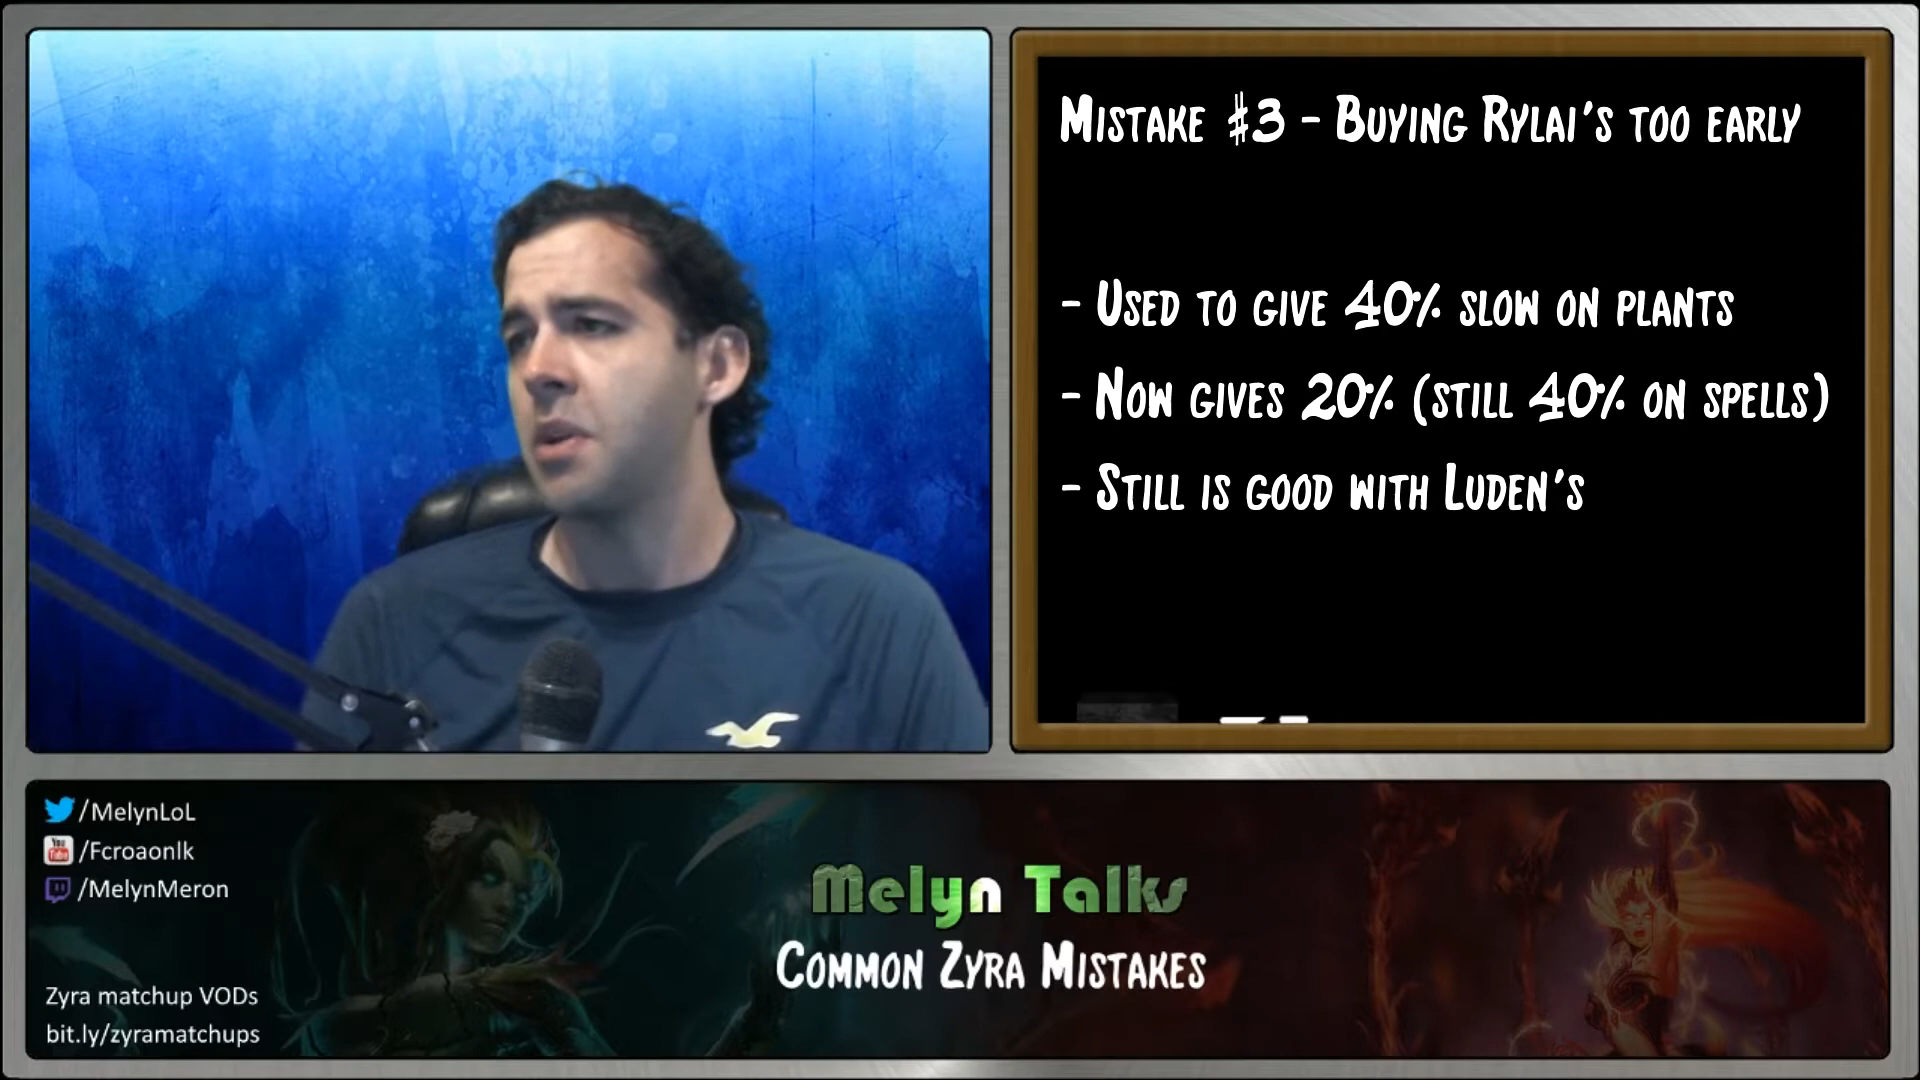 Mistake #3 - Buying Rylai's too early
- Used to give 40% slow on plants
- Now gives 20% (still 40% on spells)
- Still is good with Luden's
/MelynLoL
You Tube /Fcroaonlk
/MelynMeron
Melyn Talks
Common Zyra Mistakes
Zyra matchup VODs
bit.ly/zyramatchups